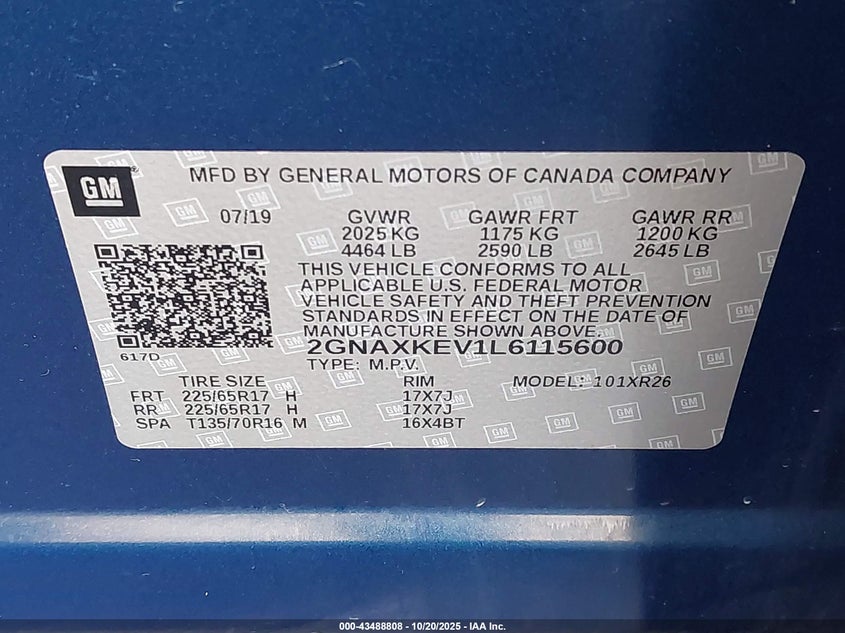 GM
MFD BY GENERAL MOTORS OF CANADA COMPANY
07/19 GVWR GAWR FRT GAWR RR
2025 KG 1175 KG 1200 KG
4464 LB 2590 LB 2645 LB
THIS VEHICLE CONFORMS TO ALL
APPLICABLE U.S. FEDERAL MOTOR
VEHICLE SAFETY AND THEFT PREVENTION
STANDARDS IN EFFECT ON THE DATE OF
MANUFACTURE SHOWN ABOVE.
617D 2GNAXKEV1L6115600
TYPE: M.P.V.
TIRE SIZE RIM MODEL: 101XR26
FRT 225/65R17 H 17X7J
RR 225/65R17 H 17X7J
SPA T135/70R16 M 16X4BT
000-43488808 - 10/20/2025 - IAA Inc.